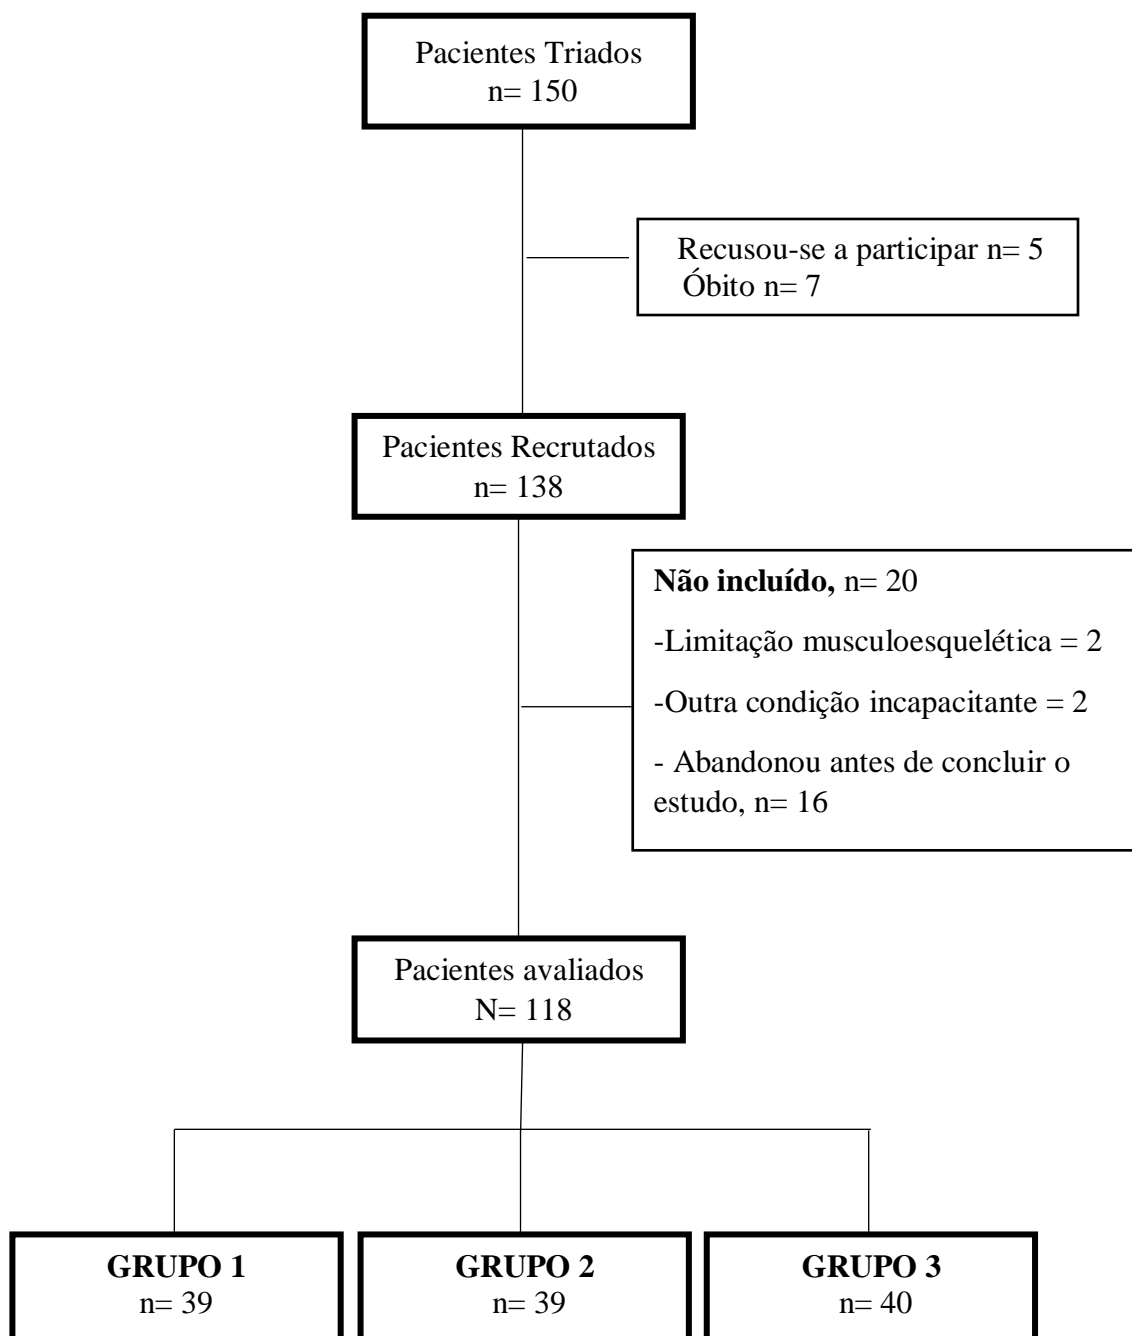 Pacientes Triados
n= 150
Recusou-se a participar n= 5
Óbito n= 7
Pacientes Recrutados
n= 138
Não incluído, n= 20
-Limitação musculoesquelética = 2
-Outra condição incapacitante = 2
- Abandonou antes de concluir o
estudo, n= 16
Pacientes avaliados
N= 118
GRUPO 1
n= 39
GRUPO 2
n= 39
GRUPO 3
n= 40